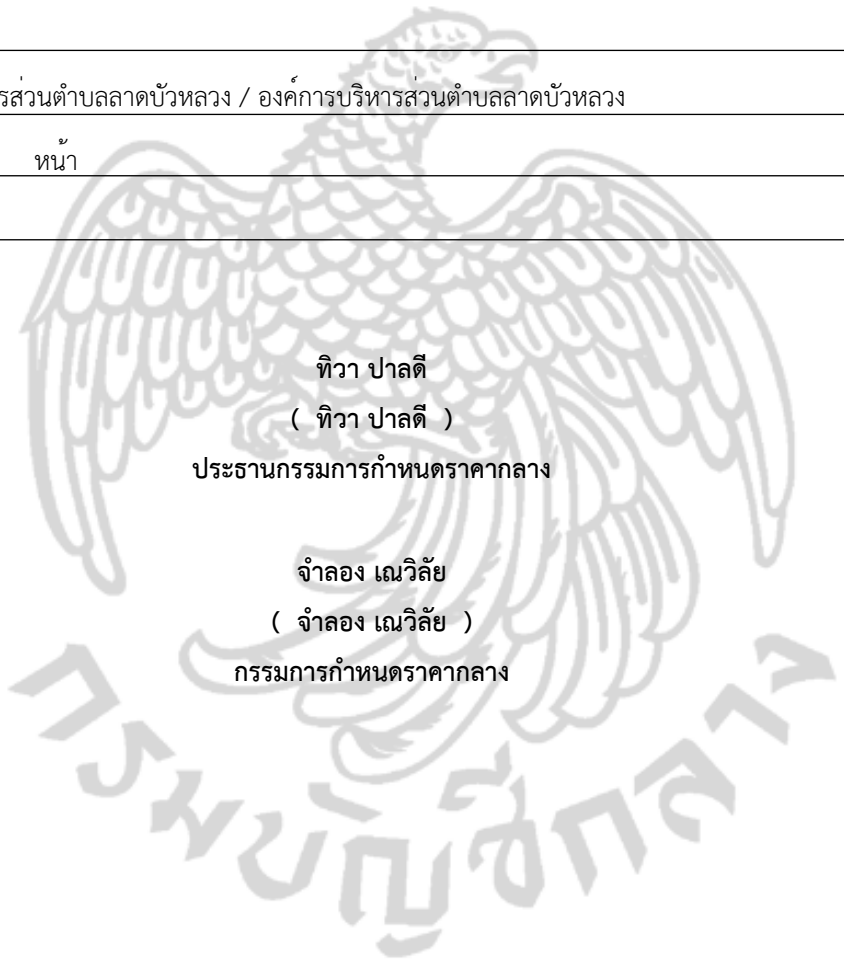 รส่วนตำบลลาดบัวหลวง / องค์การบริหารส่วนตำบลลาดบัวหลวง
หน้า
ทิวา ปาลดี
( ทิวา ปาลดี )
ประธานกรรมการกำหนดราคากลาง
จำลอง เณวิลัย
( จำลอง เณวิลัย )
กรรมการกำหนดราคากลาง
กรมบัญชีกลาง